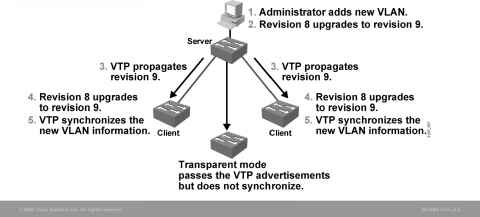 1. Administrator adds new VLAN.
2. Revision 8 upgrades to revision 9.
Server
3. VTP propagates
revision 9.
3. VTP propagates
revision 9.
4. Revision 8 upgrades
to revision 9.
5. VTP synchronizes the
new VLAN information.
Client
4. Revision 8 upgrades
to revision 9.
5. VTP synchronizes the
new VLAN information.
Client
Transparent mode
passes the VTP advertisements
but does not synchronize.